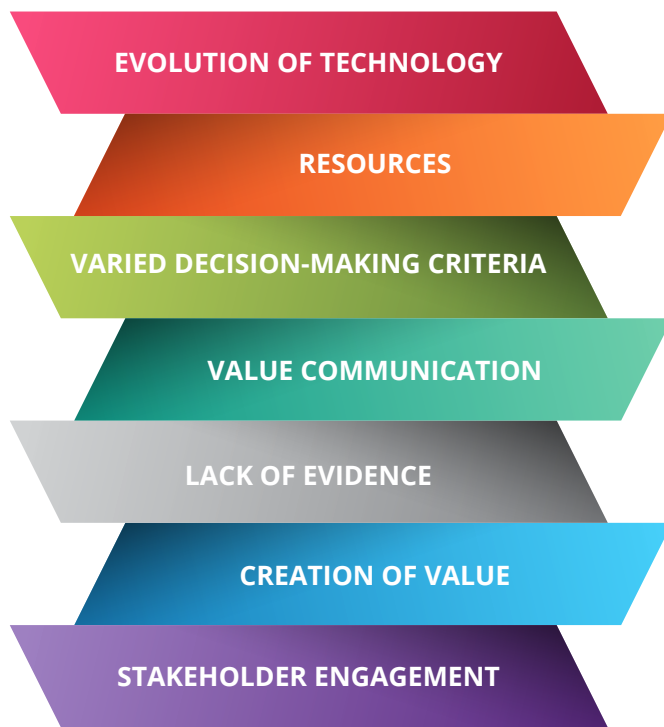 EVOLUTION OF TECHNOLOGY
RESOURCES
VARIED DECISION-MAKING CRITERIA
VALUE COMMUNICATION
LACK OF EVIDENCE
CREATION OF VALUE
STAKEHOLDER ENGAGEMENT